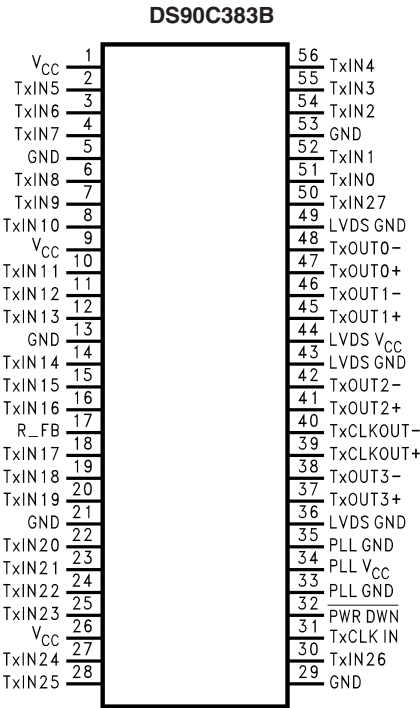 DS90C383B
V_CC 1 56 TxIN4
TxIN5 2 55 TxIN3
TxIN6 3 54 TxIN2
TxIN7 4 53 GND
GND 5 52 TxIN1
TxIN8 6 51 TxIN0
TxIN9 7 50 TxIN27
TxIN10 8 49 LVDS GND
V_CC 9 48 TxOUT0−
TxIN11 10 47 TxOUT0+
TxIN12 11 46 TxOUT1−
TxIN13 12 45 TxOUT1+
GND 13 44 LVDS V_CC
TxIN14 14 43 LVDS GND
TxIN15 15 42 TxOUT2−
TxIN16 16 41 TxOUT2+
R_FB 17 40 TxCLKOUT−
TxIN17 18 39 TxCLKOUT+
TxIN18 19 38 TxOUT3−
TxIN19 20 37 TxOUT3+
GND 21 36 LVDS GND
TxIN20 22 35 PLL GND
TxIN21 23 34 PLL V_CC
TxIN22 24 33 PLL GND
TxIN23 25 32 PWR DWN
V_CC 26 31 TxCLK IN
TxIN24 27 30 TxIN26
TxIN25 28 29 GND